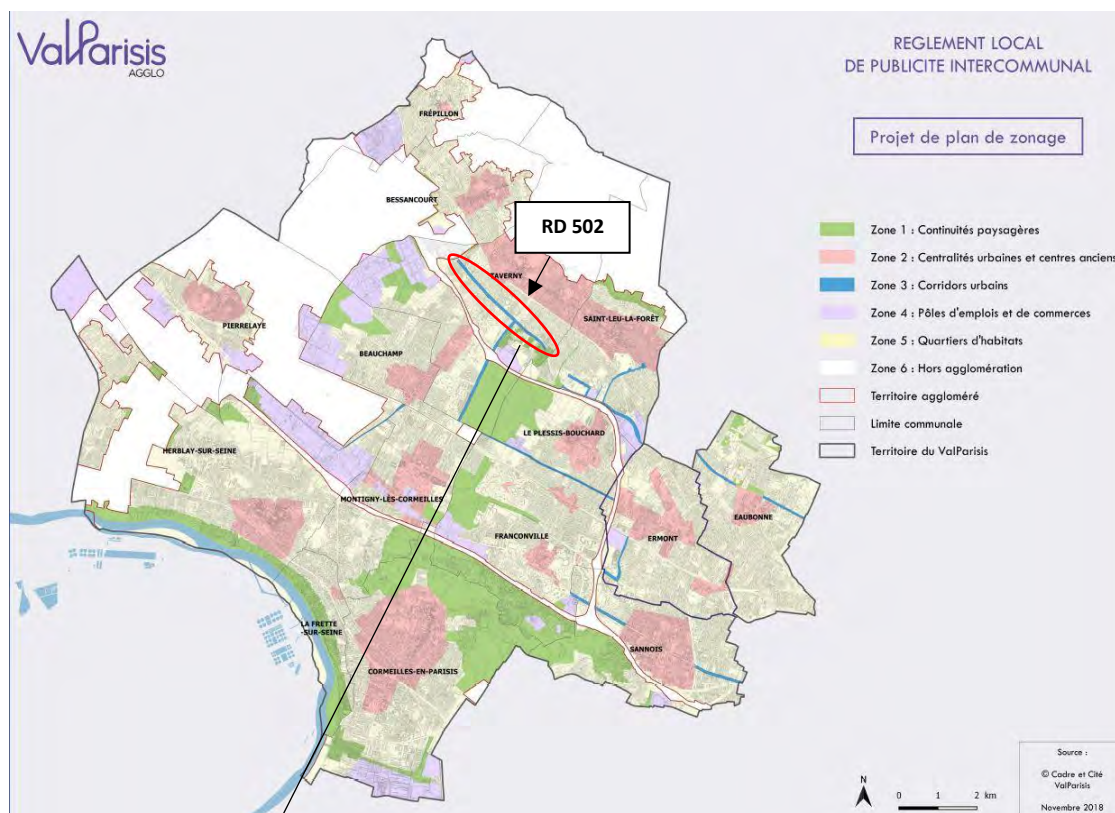 ValParisis
AGGLO
REGLEMENT LOCAL
DE PUBLICITE INTERCOMMUNAL
Projet de plan de zonage
FRÉPILLON
BESSANCOURT
RD 502
TAVERNY
SAINT-LEU-LA-FORÊT
PIERRELAYE
BEAUCHAMP
LE PLESSIS-BOUCHARD
HERBLAY-SUR-SEINE
MONTIGNY-LÈS-CORMEILLES
FRANCONVILLE
ERMONT
EAUBONNE
LA FRETTE
-SUR-SEINE
SANNOIS
CORMEILLES-EN-PARISIS
Zone 1 : Continuités paysagères
Zone 2 : Centralités urbaines et centres anciens
Zone 3 : Corridors urbains
Zone 4 : Pôles d'emplois et de commerces
Zone 5 : Quartiers d'habitats
Zone 6 : Hors agglomération
Territoire aggloméré
Limite communale
Territoire du ValParisis
N
0 1 2 km
Source :
© Cadre et Cité
ValParisis
Novembre 2018